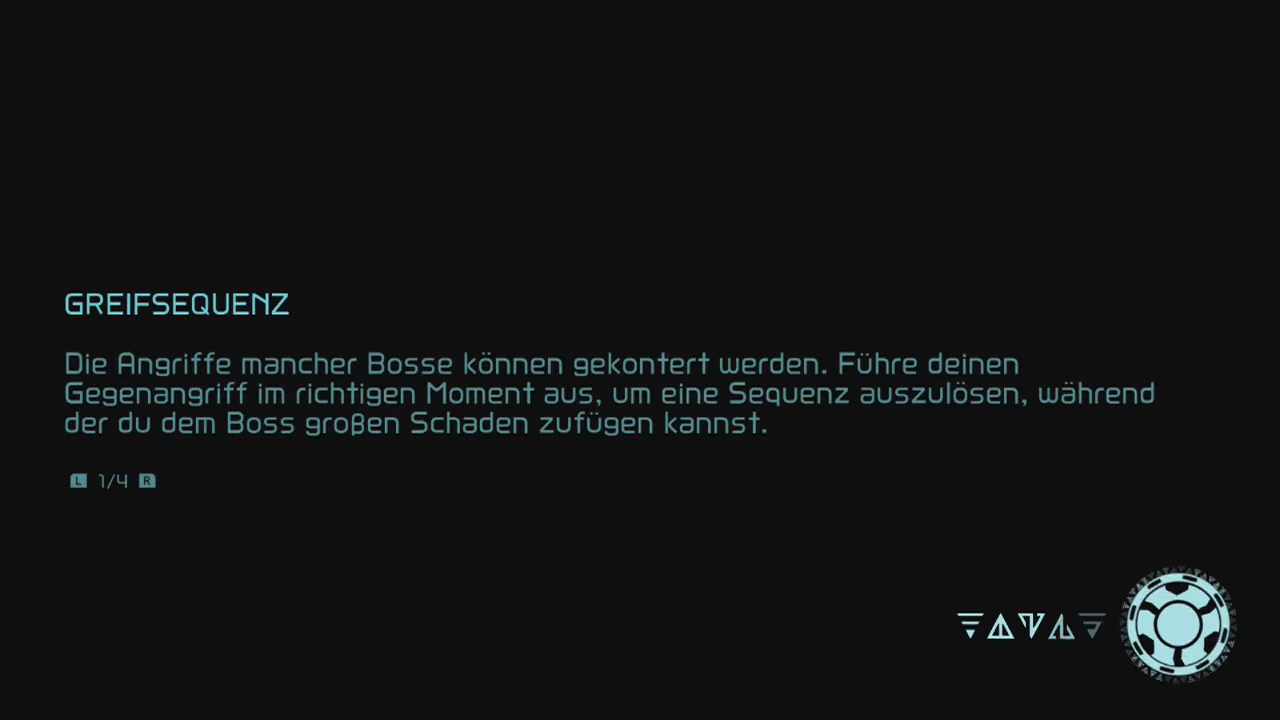 GREIFSEQUENZ
Die Angriffe mancher Bosse können gekontert werden. Führe deinen
Gegenangriff im richtigen Moment aus, um eine Sequenz auszulösen, während
der du dem Boss großen Schaden zufügen kannst.
L 1/4 R